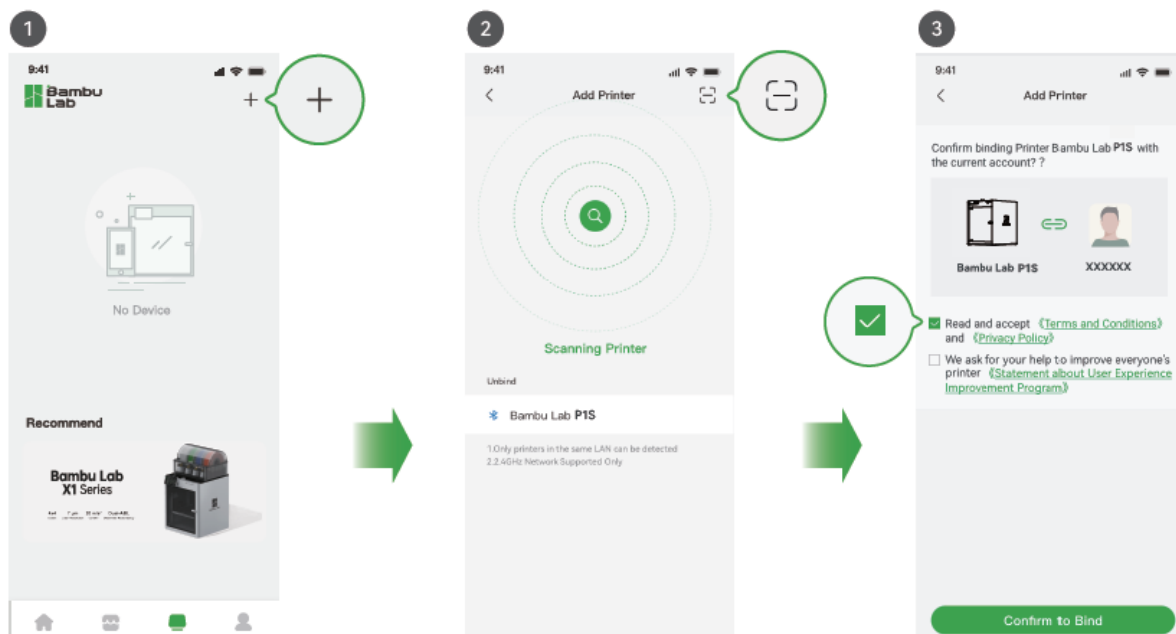 1
9:41
Bambu
Lab
No Device
Recommend
Bambu Lab
X1 Series
2
9:41
Add Printer
Scanning Printer
Unbind
Bambu Lab P1S
1.Only printers in the same LAN can be detected
2.2.4GHz Network Supported Only
3
9:41
Add Printer
Confirm binding Printer Bambu Lab P1S with
the current account? ?
Bambu Lab P1S
XXXXXX
Read and accept 《Terms and Conditions》
and 《Privacy Policy》
We ask for your help to improve everyone's
printer 《Statement about User Experience
Improvement Program》
Confirm to Bind